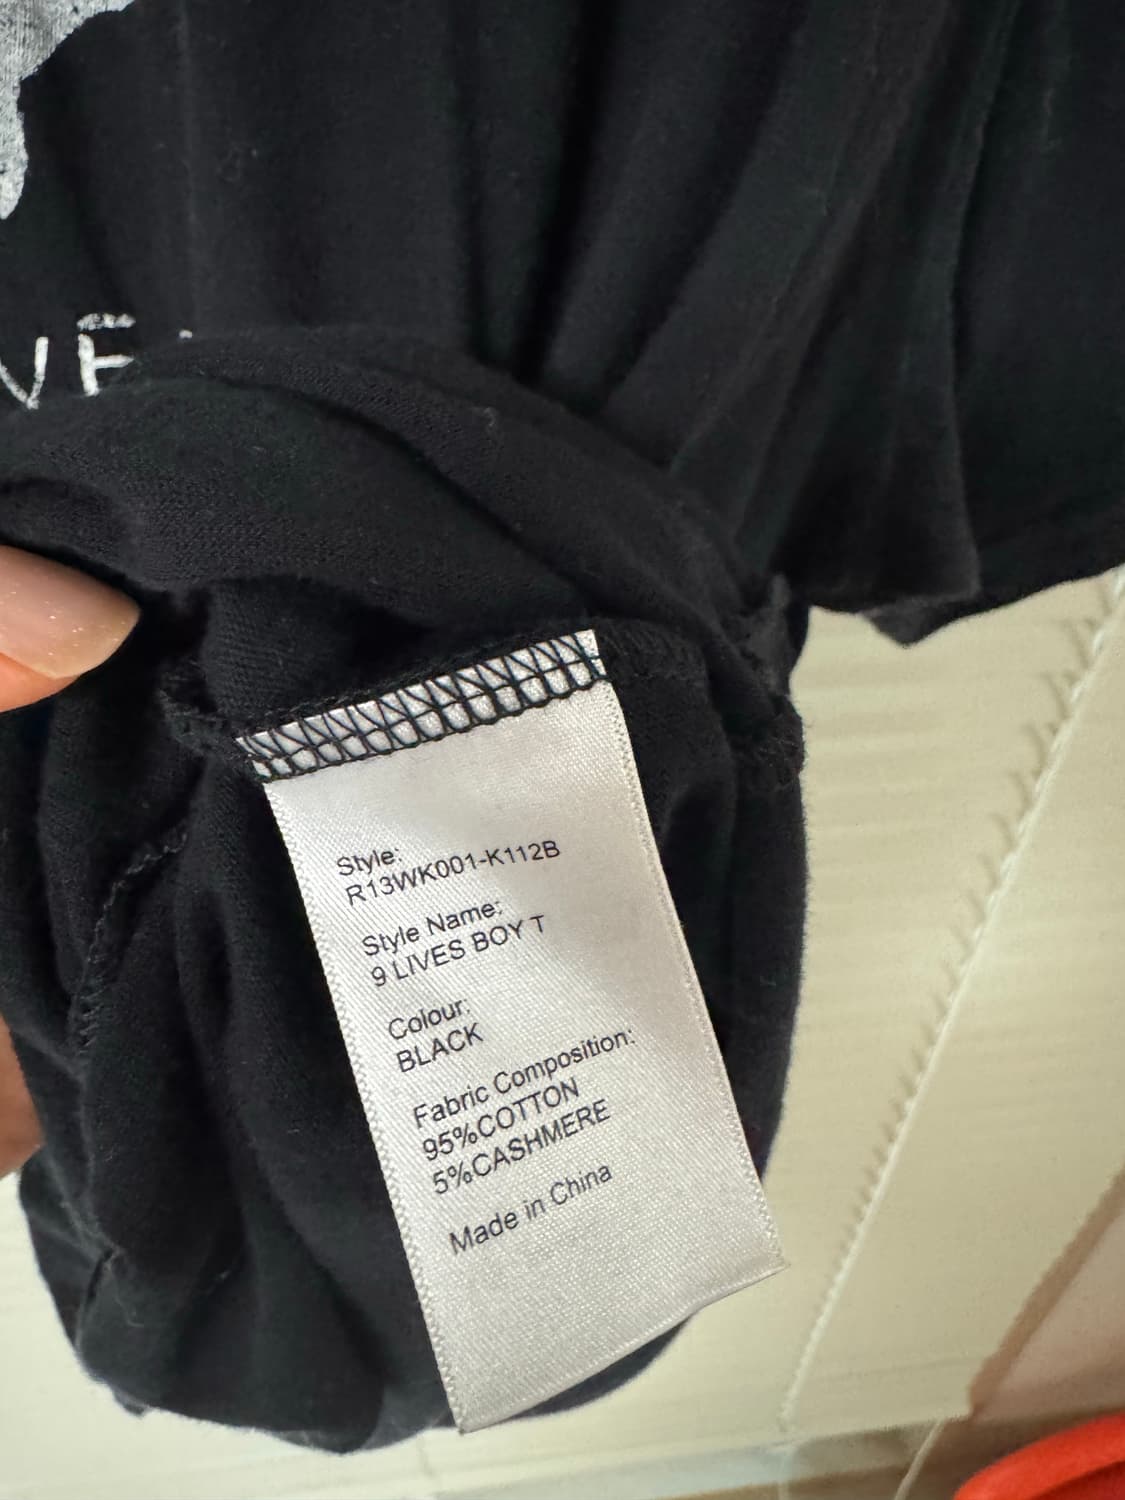 VE
Style:
R13WK001-K112B
Style Name:
9 LIVES BOY T
Colour:
BLACK
Fabric Composition:
95%COTTON
5%CASHMERE
Made in China